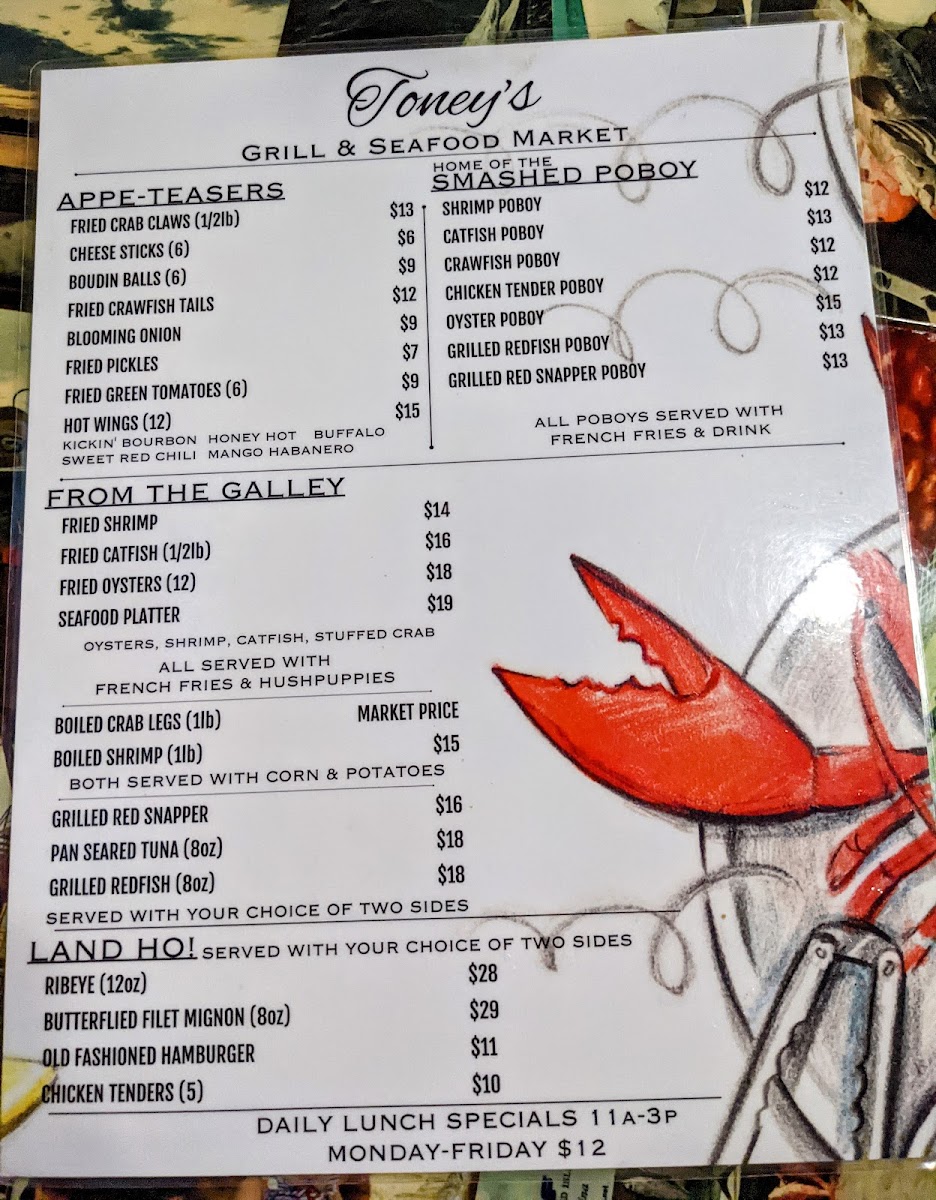 Toney's
GRILL & SEAFOOD MARKET
APPE-TEASERS
FRIED CRAB CLAWS (1/2lb) $13
CHEESE STICKS (6) $6
BOUDIN BALLS (6) $9
FRIED CRAWFISH TAILS $12
BLOOMING ONION $9
FRIED PICKLES $7
FRIED GREEN TOMATOES (6) $9
HOT WINGS (12) $15
KICKIN' BOURBON HONEY HOT BUFFALO
SWEET RED CHILI MANGO HABANERO
HOME OF THE
SMASHED POBOY
SHRIMP POBOY $12
CATFISH POBOY $13
CRAWFISH POBOY $12
CHICKEN TENDER POBOY $12
OYSTER POBOY $15
GRILLED REDFISH POBOY $13
GRILLED RED SNAPPER POBOY $13
ALL POBOYS SERVED WITH
FRENCH FRIES & DRINK
FROM THE GALLEY
FRIED SHRIMP $14
FRIED CATFISH (1/2lb) $16
FRIED OYSTERS (12) $18
SEAFOOD PLATTER $19
OYSTERS, SHRIMP, CATFISH, STUFFED CRAB
ALL SERVED WITH
FRENCH FRIES & HUSHPUPPIES
BOILED CRAB LEGS (1lb) MARKET PRICE
BOILED SHRIMP (1lb) $15
BOTH SERVED WITH CORN & POTATOES
GRILLED RED SNAPPER $16
PAN SEARED TUNA (8oz) $18
GRILLED REDFISH (8oz) $18
SERVED WITH YOUR CHOICE OF TWO SIDES
LAND HO! SERVED WITH YOUR CHOICE OF TWO SIDES
RIBEYE (12oz) $28
BUTTERFLIED FILET MIGNON (8oz) $29
OLD FASHIONED HAMBURGER $11
CHICKEN TENDERS (5) $10
DAILY LUNCH SPECIALS 11A-3P
MONDAY-FRIDAY $12